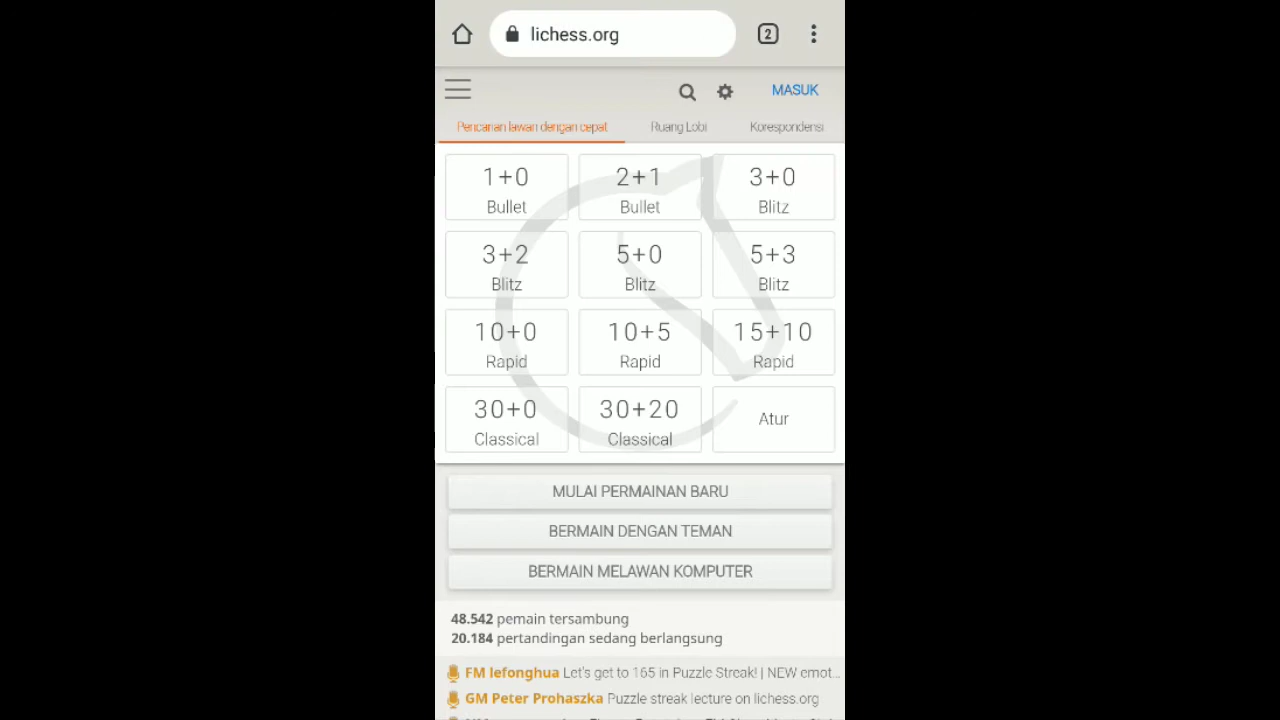 lichess.org
2
MASUK
Pencarian lawan dengan cepat
Ruang Lobi
Korespondensi
1+0
Bullet
2+1
Bullet
3+0
Blitz
3+2
Blitz
5+0
Blitz
5+3
Blitz
10+0
Rapid
10+5
Rapid
15+10
Rapid
30+0
Classical
30+20
Classical
Atur
MULAI PERMAINAN BARU
BERMAIN DENGAN TEMAN
BERMAIN MELAWAN KOMPUTER
48.542 pemain tersambung
20.184 pertandingan sedang berlangsung
FM lefonghua Let's get to 165 in Puzzle Streak! | NEW emot...
GM Peter Prohaszka Puzzle streak lecture on lichess.org